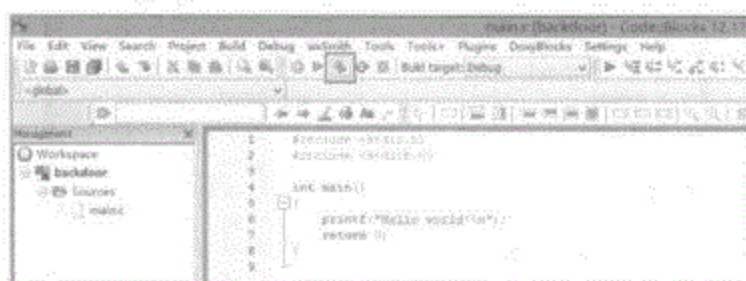 main.c [backdoor] - Code::Blocks 12.11
File Edit View Search Project Build Debug wxSmith Tools Tools+ Plugins DoxyBlocks Settings Help
Build target: Debug
<global>
Management
Workspace
backdoor
Sources
main.c
1 #include <stdio.h>
2 #include <stdlib.h>
3
4 int main()
5 {
6 printf("Hello world!\n");
7 return 0;
8 }
9